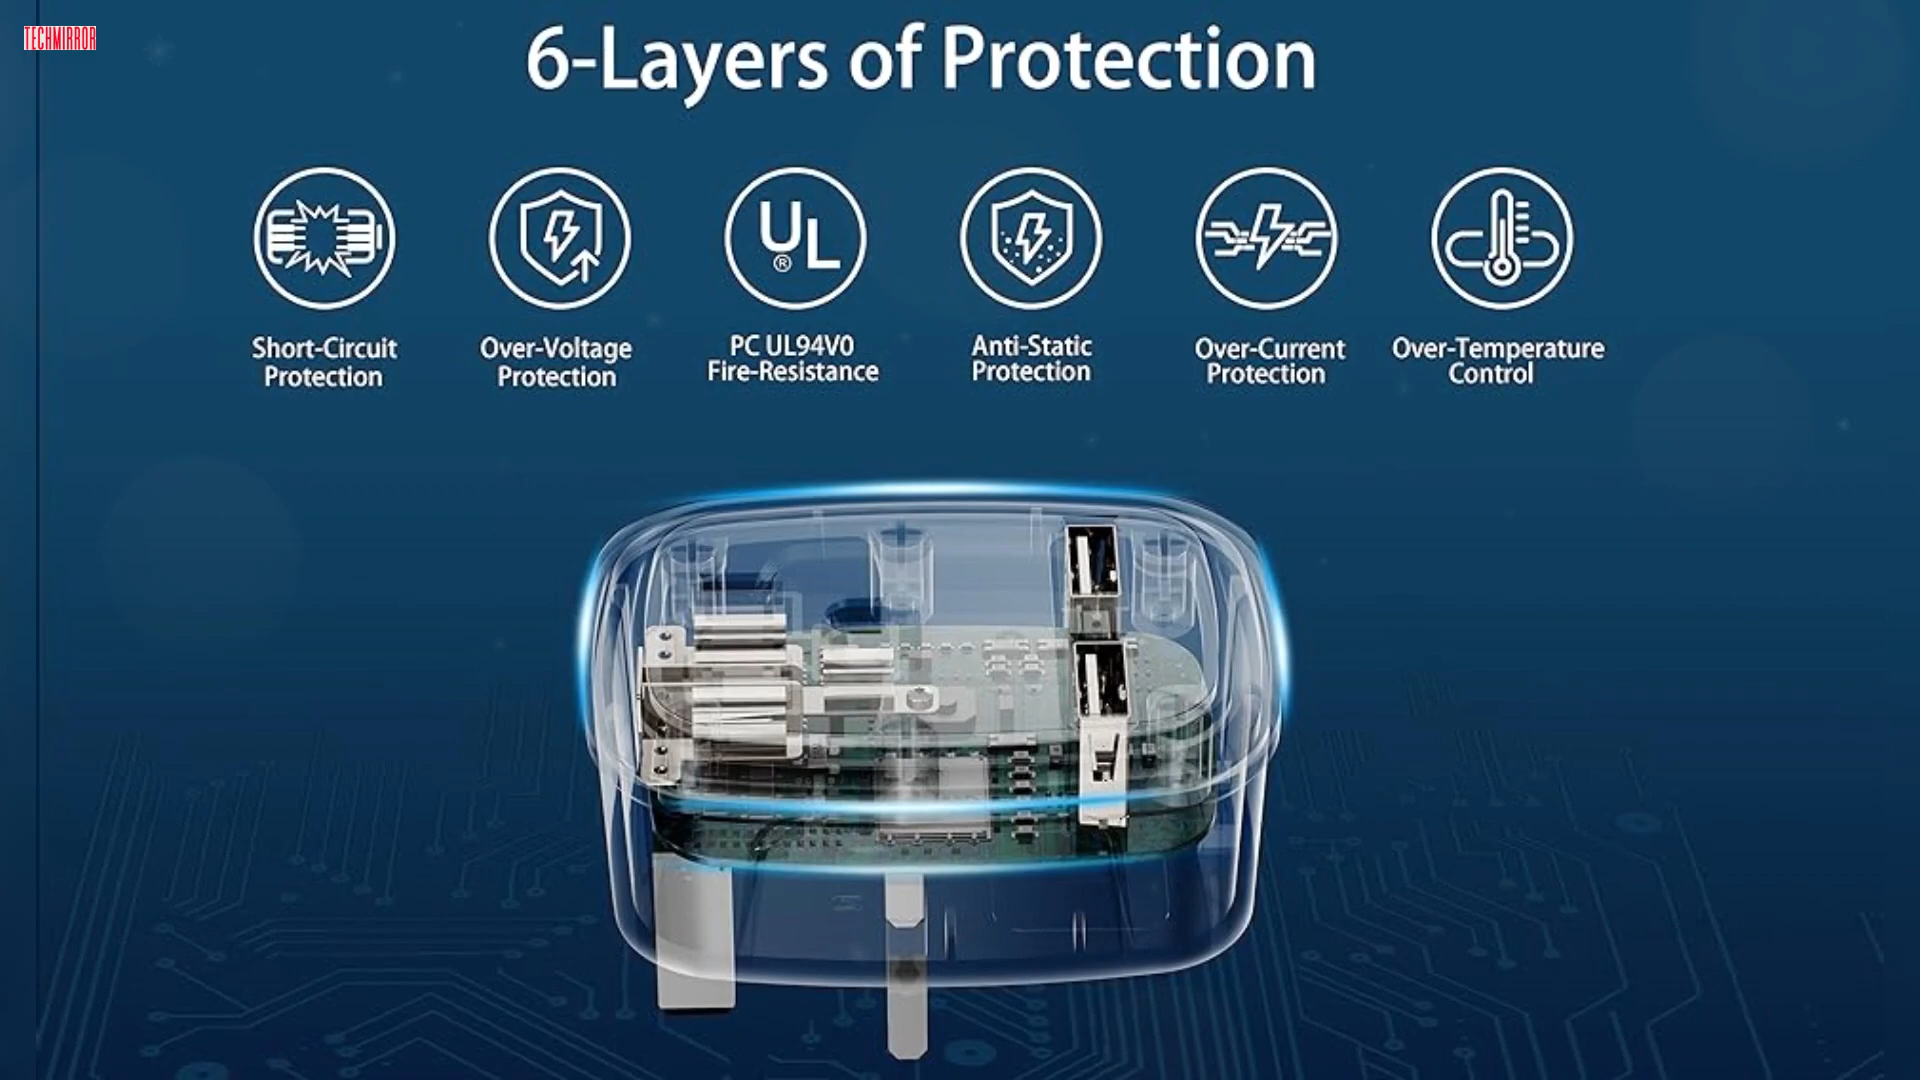 TECHMIRROR
6-Layers of Protection
UL
®
Short-Circuit
Protection
Over-Voltage
Protection
PC UL94V0
Fire-Resistance
Anti-Static
Protection
Over-Current
Protection
Over-Temperature
Control